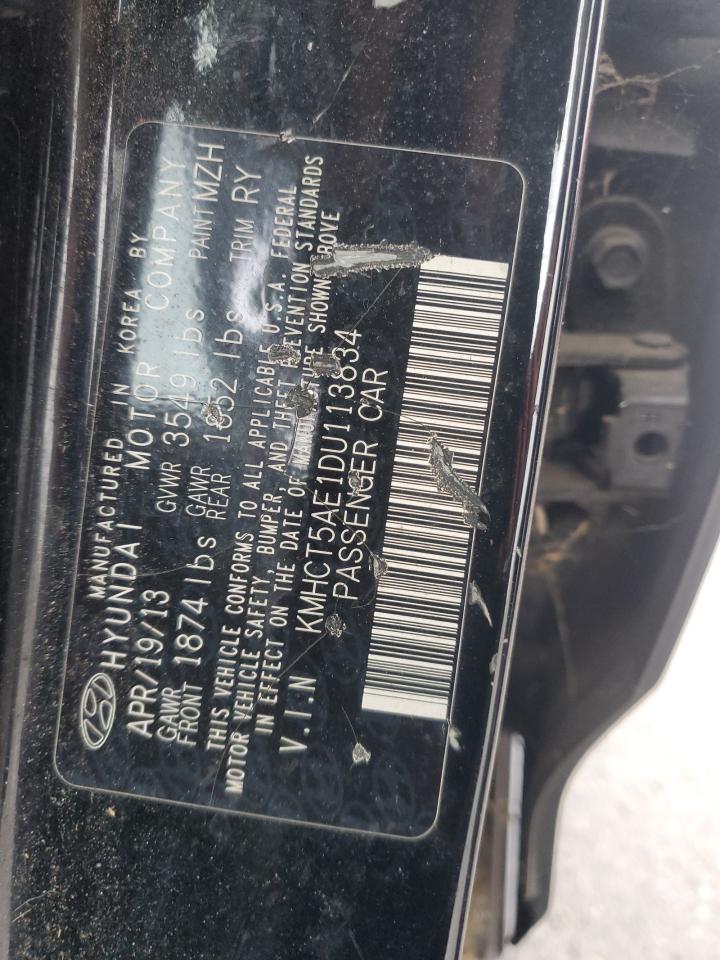 MANUFACTURED IN KOREA BY
HYUNDAI MOTOR COMPANY
APR/19/13 GVWR 3549 lbs PAINT MZH
GAWR FRONT 1874 lbs GAWR REAR lbs TRIM RY
THIS VEHICLE CONFORMS TO ALL APPLICABLE U.S.A. FEDERAL
MOTOR VEHICLE SAFETY, BUMPER, AND THEFT PREVENTION STANDARDS
IN EFFECT ON THE DATE OF MANUFACTURE SHOWN ABOVE
V.I.N KMHCT5AE1DU113834
PASSENGER CAR